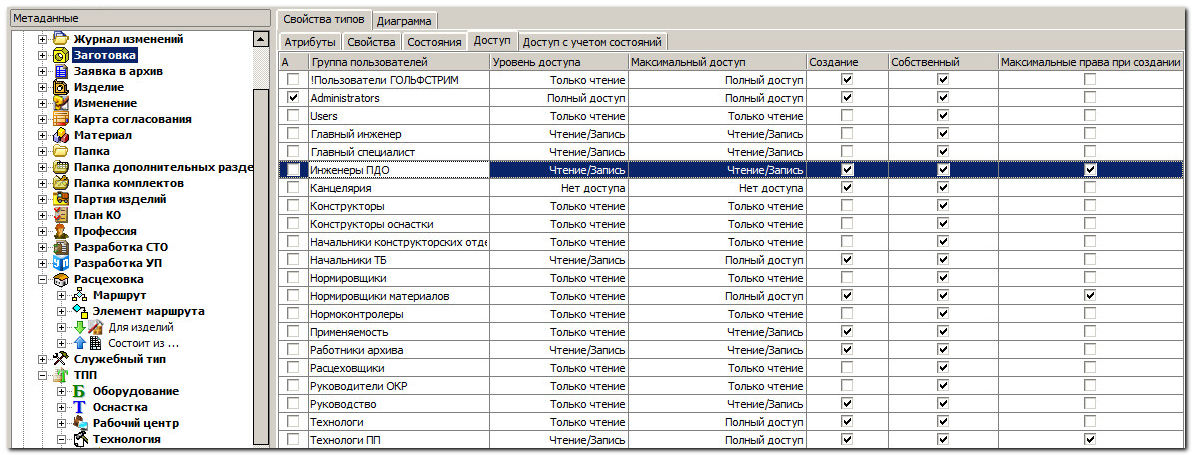 Метаданные
Журнал изменений
Заготовка
Заявка в архив
Изделие
Изменение
Карта согласования
Материал
Папка
Папка дополнительных разде
Папка комплектов
Партия изделий
План КО
Профессия
Разработка СТО
Разработка УП
Расцеховка
Маршрут
Элемент маршрута
Для изделий
Состоит из ...
Служебный тип
ТПП
Оборудование
Оснастка
Рабочий центр
Технология
Свойства типов Диаграмма
Атрибуты Свойства Состояния Доступ Доступ с учетом состояний
А Группа пользователей Уровень доступа Максимальный доступ Создание Собственный Максимальные права при создании
!Пользователи ГОЛЬФСТРИМ Только чтение Полный доступ
Administrators Полный доступ Полный доступ
Users Только чтение Только чтение
Главный инженер Чтение/Запись Чтение/Запись
Главный специалист Чтение/Запись Чтение/Запись
Инженеры ПДО Чтение/Запись Чтение/Запись
Канцелярия Нет доступа Нет доступа
Конструкторы Только чтение Только чтение
Конструкторы оснастки Только чтение Только чтение
Начальники конструкторских отде Только чтение Только чтение
Начальники ТБ Только чтение Полный доступ
Нормировщики Только чтение Только чтение
Нормировщики материалов Только чтение Полный доступ
Нормоконтролеры Только чтение Только чтение
Применяемость Только чтение Чтение/Запись
Работники архива Чтение/Запись Чтение/Запись
Расцеховщики Только чтение Только чтение
Руководители ОКР Только чтение Только чтение
Руководство Только чтение Чтение/Запись
Технологи Только чтение Полный доступ
Технологи ПП Чтение/Запись Полный доступ